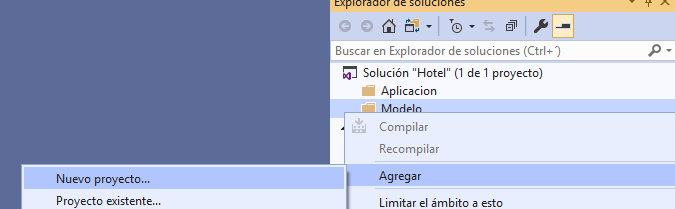 Explorador de soluciones
Buscar en Explorador de soluciones (Ctrl+´)
Solución "Hotel" (1 de 1 proyecto)
Aplicacion
Modelo
Compilar
Recompilar
Agregar
Limitar el ámbito a esto
Nuevo proyecto...
Proyecto existente...